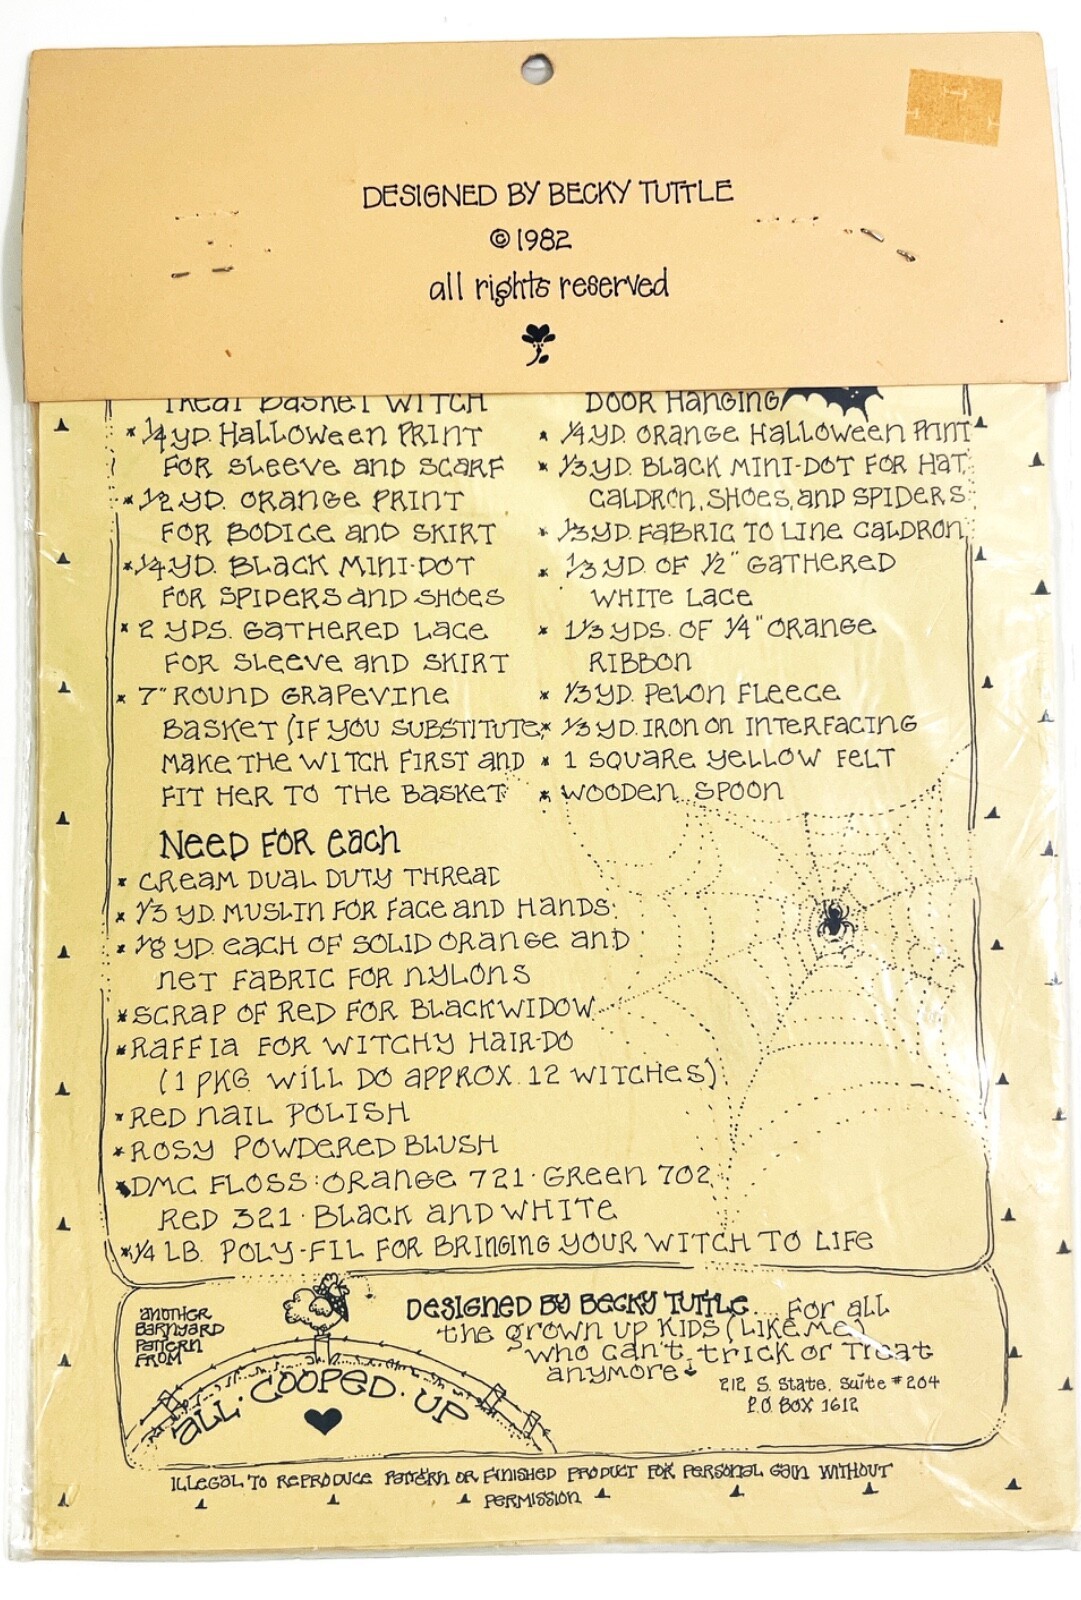 DESIGNED BY BECKY TUTTLE
© 1982
all rights reserved
TREAT BASKET WITCH
* 1/4 YD. HALLOWEEN PRINT
FOR SLEEVE AND SCARF
* 1/2 YD. ORANGE PRINT
FOR BODICE AND SKIRT
* 1/4 YD. BLACK MINI-DOT
FOR SPIDERS AND SHOES
* 2 YDS. GATHERED LACE
FOR SLEEVE AND SKIRT
* 7" ROUND GRAPEVINE
BASKET (IF YOU SUBSTITUTE,
MAKE THE WITCH FIRST AND
FIT HER TO THE BASKET
DOOR HANGING
* 1/4 YD. ORANGE HALLOWEEN PRINT
* 1/3 YD. BLACK MINI-DOT FOR HAT,
CALDRON, SHOES, AND SPIDERS
* 1/3 YD. FABRIC TO LINE CALDRON
* 1/3 YD. OF 1/2" GATHERED
WHITE LACE
* 1 1/3 YDS. OF 1/4" ORANGE
RIBBON
* 1/3 YD. PELON FLEECE
* 1/3 YD. IRON ON INTERFACING
* 1 SQUARE YELLOW FELT
* WOODEN SPOON
NEED FOR EACH
* CREAM DUAL DUTY THREAD
* 1/3 YD. MUSLIN FOR FACE AND HANDS
* 1/8 YD. EACH OF SOLID ORANGE AND
NET FABRIC FOR NYLONS
* SCRAP OF RED FOR BLACKWIDOW
* RAFFIA FOR WITCHY HAIR-DO
(1 PKG. WILL DO APPROX. 12 WITCHES)
* RED NAIL POLISH
* ROSY POWDERED BLUSH
* DMC FLOSS: ORANGE 721 · GREEN 702
RED 321 · BLACK AND WHITE
* 1/4 LB. POLY-FIL FOR BRINGING YOUR WITCH TO LIFE
ANOTHER
BARNYARD
PATTERN
FROM
ALL · COOPED · UP
DESIGNED BY BECKY TUTTLE.... FOR all
the grown up KIDS (LIKE ME)
who can't trick or Treat
anymore
212 S. State, Suite #204
P.O. BOX 1612
ILLEGAL TO REPRODUCE PATTERN OR FINISHED PRODUCT FOR PERSONAL GAIN WITHOUT
PERMISSION